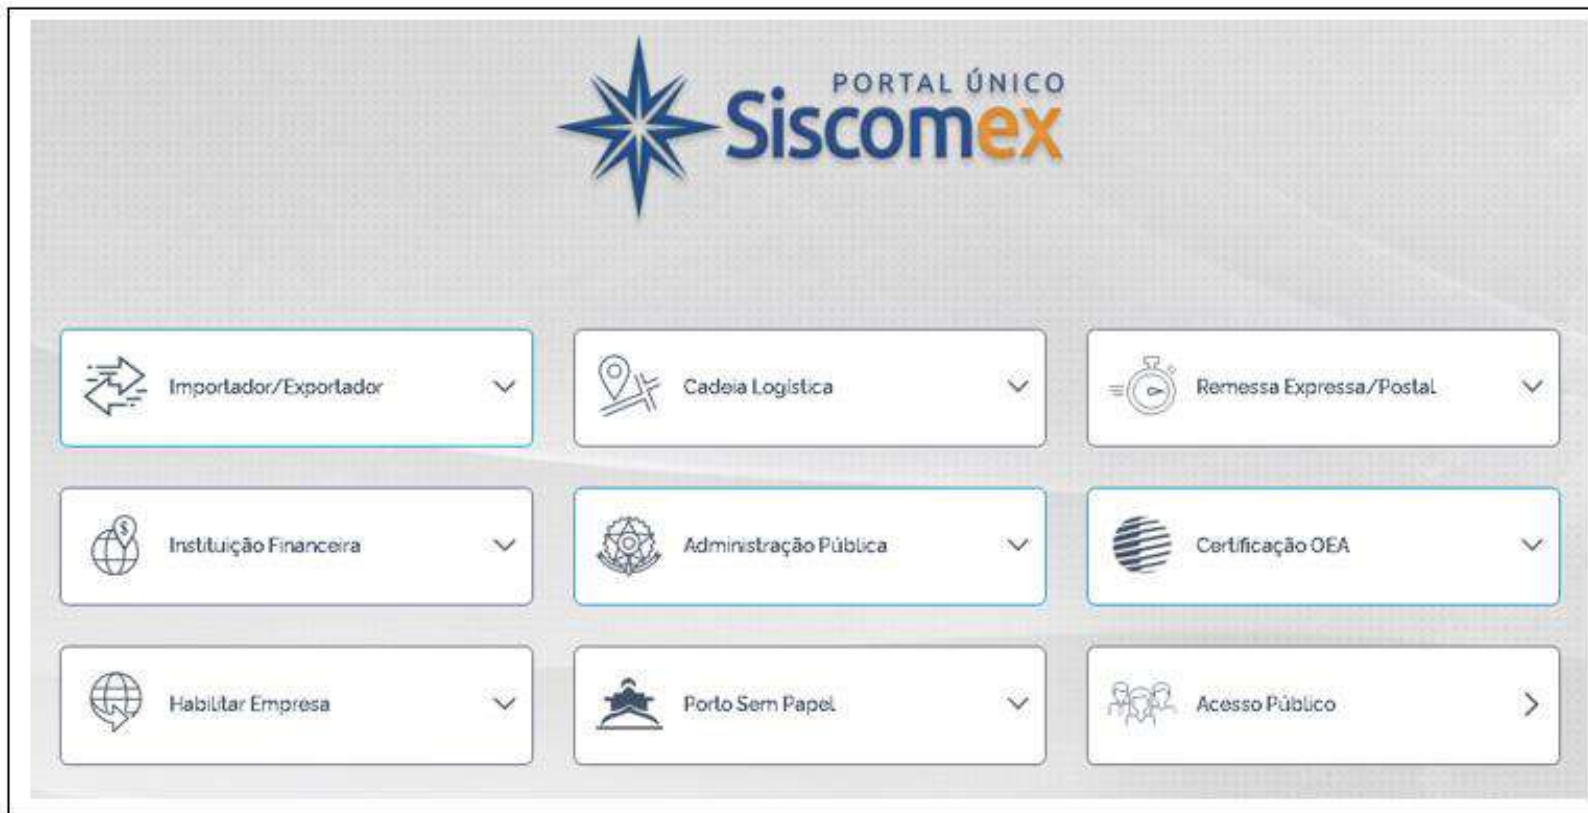 PORTAL ÚNICO
Siscomex
Importador/Exportador
Cadeia Logística
Remessa Expressa/Postal
$
Instituição Financeira
Administração Pública
Certificação OEA
Habilitar Empresa
Porto Sem Papel
Acesso Público